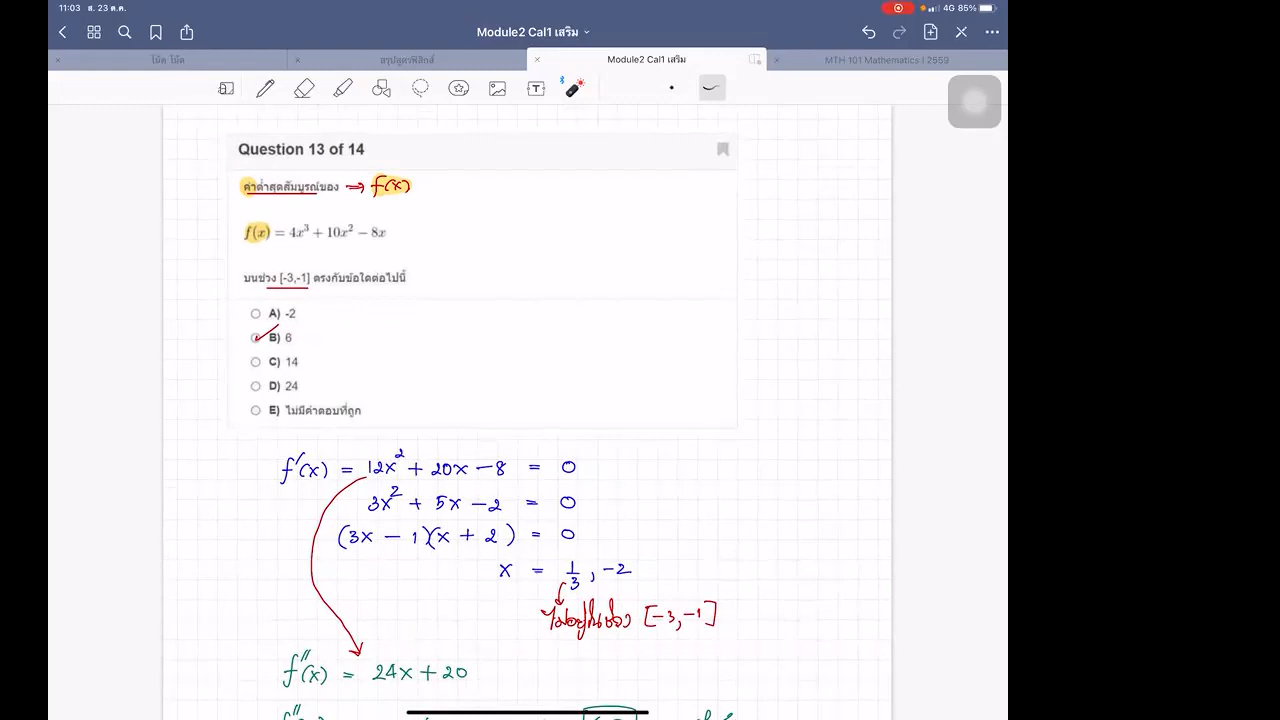 11:03 ส. 23 ต.ค. 4G 85%
Module2 Cal1 เสริม
โน๊ต โน๊ต สรุปสูตรฟิสิกส์ Module2 Cal1 เสริม MTH 101 Mathematics I 2559
Question 13 of 14
ค่าต่ำสุดสัมบูรณ์ของ ⇒ f(x)
f(x) = 4x³ + 10x² − 8x
บนช่วง [-3,-1] ตรงกับข้อใดต่อไปนี้
A) -2
B) 6
C) 14
D) 24
E) ไม่มีคำตอบที่ถูก
f′(x) = 12x² + 20x − 8 = 0
3x² + 5x − 2 = 0
(3x − 1)(x + 2) = 0
x = 1/3, −2
ไม่อยู่ในช่วง [−3, −1]
f″(x) = 24x + 20